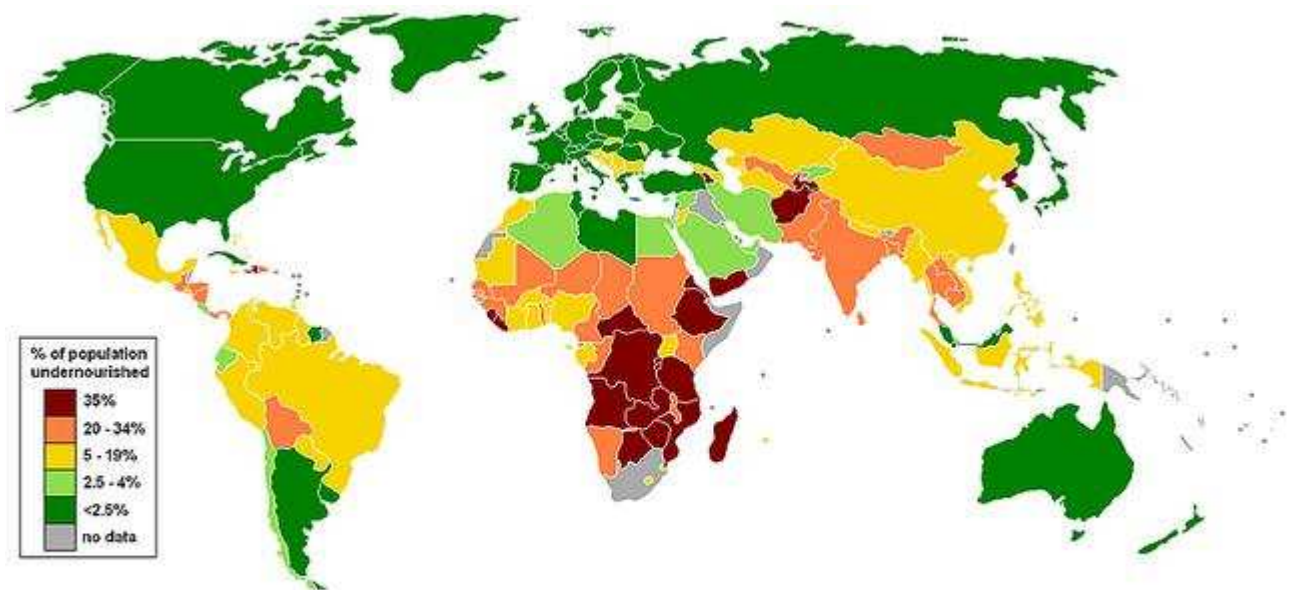 % of population
undernourished
35%
20 - 34%
5 - 19%
2.5 - 4%
<2.5%
no data